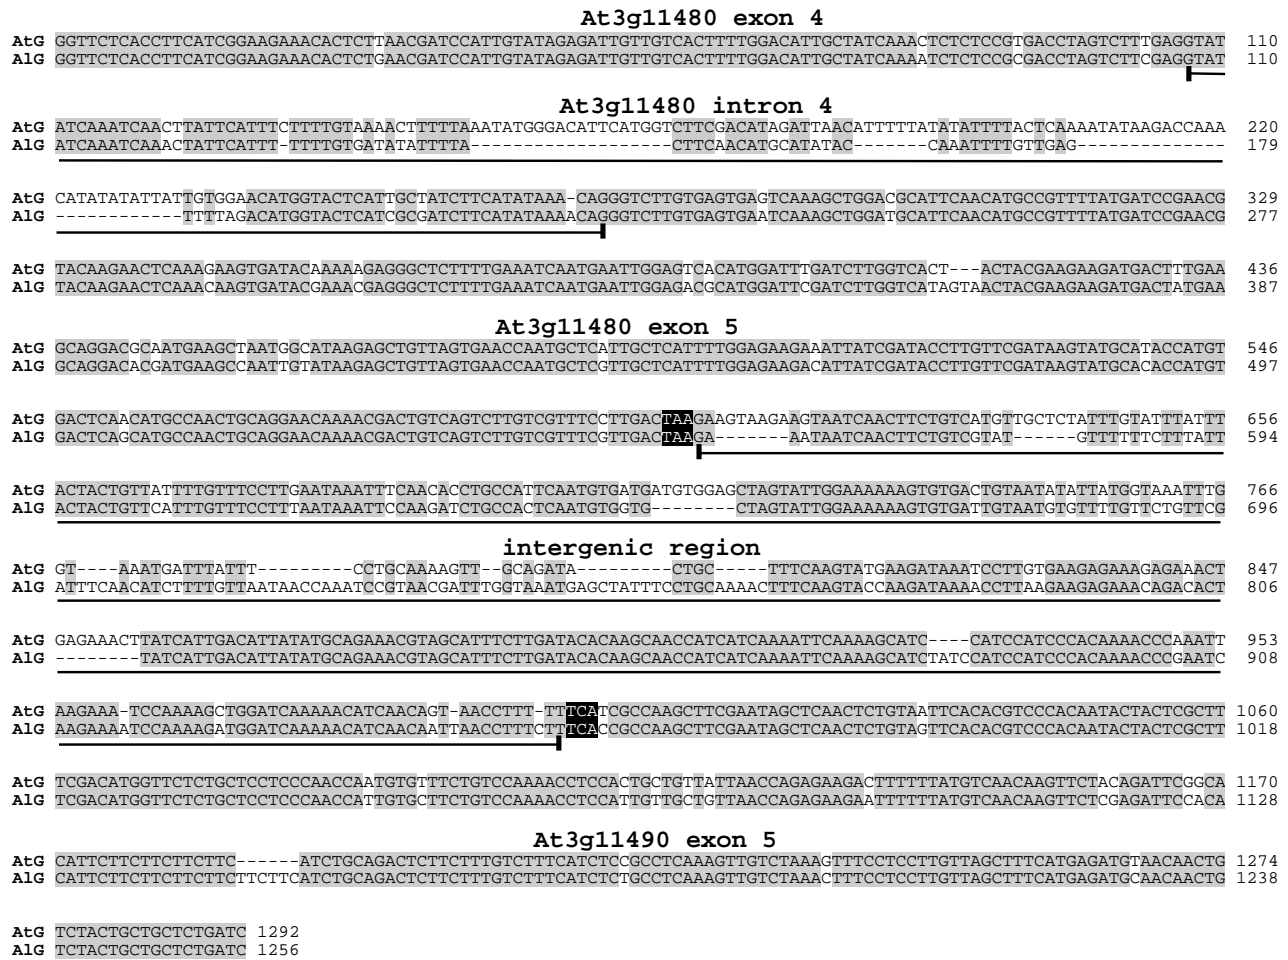 At3g11480 exon 4
AtG GGTTCTCACCTTCATCGGAAGAAACACTCTTAACGATCCATTGTATAGAGATTGTTGTCACTTTTGGACATTGCTATCAAACTCTCTCCGTGACCTAGTCTTTGAGGTAT 110
AlG GGTTCTCACCTTCATCGGAAGAAACACTCTGAACGATCCATTGTATAGAGATTGTTGTCACTTTTGGACATTGCTATCAAAATCTCTCCGCGACCTAGTCTTCGAGGTAT 110
At3g11480 intron 4
AtG ATCAAATCAACTTATTCATTTCTTTTGTAAAACTTTTTAAATATGGGACATTCATGGTCTTCGACATAGATTAACATTTTTATATATTTTACTCAAAATATAAGACCAAA 220
AlG ATCAAATCAAACTATTCATTT-TTTTGTGATATATTTTA-------------------CTTCAACATGCATATAC-------CAAATTTTGTTGAG-------------- 179
AtG CATATATATTATTGTGGAACATGGTACTCATTGCTATCTTCATATAAA-CAGGGTCTTGTGAGTGAGTCAAAGCTGGACGCATTCAACATGCCGTTTTATGATCCGAACG 329
AlG ------------TTTTAGACATGGTACTCATCGCGATCTTCATATAAAACAGGGTCTTGTGAGTGAATCAAAGCTGGATGCATTCAACATGCCGTTTTATGATCCGAACG 277
AtG TACAAGAACTCAAAGAAGTGATACAAAAAGAGGGCTCTTTTGAAATCAATGAATTGGAGTCACATGGATTTGATCTTGGTCACT---ACTACGAAGAAGATGACTTTGAA 436
AlG TACAAGAACTCAAACAAGTGATACGAAACGAGGGCTCTTTTGAAATCAATGAATTGGAGACGCATGGATTCGATCTTGGTCATAGTAACTACGAAGAAGATGACTATGAA 387
At3g11480 exon 5
AtG GCAGGACGCAATGAAGCTAATGGCATAAGAGCTGTTAGTGAACCAATGCTCATTGCTCATTTTGGAGAAGAAATTATCGATACCTTGTTCGATAAGTATGCATACCATGT 546
AlG GCAGGACACGATGAAGCCAATTGTATAAGAGCTGTTAGTGAACCAATGCTCGTTGCTCATTTTGGAGAAGACATTATCGATACCTTGTTCGATAAGTATGCACACCATGT 497
AtG GACTCAACATGCCAACTGCAGGAACAAAACGACTGTCAGTCTTGTCGTTTCCTTGACTAAGAAGTAAGAAGTAATCAACTTCTGTCATGTTGCTCTATTTGTATTTATTT 656
AlG GACTCAGCATGCCAACTGCAGGAACAAAACGACTGTCAGTCTTGTCGTTTCGTTGACTAAGA-------AATAATCAACTTCTGTCGTAT------GTTTTTTCTTTATT 594
AtG ACTACTGTTATTTTGTTTCCTTGAATAAATTTCAACACCTGCCATTCAATGTGATGATGTGGAGCTAGTATTGGAAAAAAGTGTGACTGTAATATATTATGGTAAATTTG 766
AlG ACTACTGTTCATTTGTTTCCTTTAATAAATTCCAAGATCTGCCACTCAATGTGGTG--------CTAGTATTGGAAAAAAGTGTGATTGTAATGTGTTTTGTTCTGTTCG 696
intergenic region
AtG GT----AAATGATTTATTT---------CCTGCAAAAGTT--GCAGATA---------CTGC-----TTTCAAGTATGAAGATAAATCCTTGTGAAGAGAAAGAGAAACT 847
AlG ATTTCAACATCTTTTGTTAATAACCAAATCCGTAACGATTTGGTAAATGAGCTATTTCCTGCAAAACTTTCAAGTACCAAGATAAAACCTTAAGAAGAGAAACAGACACT 806
AtG GAGAAACTTATCATTGACATTATATGCAGAAACGTAGCATTTCTTGATACACAAGCAACCATCATCAAAATTCAAAAGCATC----CATCCATCCCACAAAACCCAAATT 953
AlG --------TATCATTGACATTATATGCAGAAACGTAGCATTTCTTGATACACAAGCAACCATCATCAAAATTCAAAAGCATCTATCCATCCATCCCACAAAACCCGAATC 908
AtG AAGAAA-TCCAAAAGCTGGATCAAAAACATCAACAGT-AACCTTT-TTTCATCGCCAAGCTTCGAATAGCTCAACTCTGTAATTCACACGTCCCACAATACTACTCGCTT 1060
AlG AAGAAAATCCAAAAGATGGATCAAAAACATCAACAATTAACCTTTCTTTCACCGCCAAGCTTCGAATAGCTCAACTCTGTAGTTCACACGTCCCACAATACTACTCGCTT 1018
AtG TCGACATGGTTCTCTGCTCCTCCCAACCAATGTGTTTCTGTCCAAAACCTCCACTGCTGTTATTAACCAGAGAAGACTTTTTTATGTCAACAAGTTCTACAGATTCGGCA 1170
AlG TCGACATGGTTCTCTGCTCCTCCCAACCATTGTGCTTCTGTCCAAAACCTCCATTGTTGCTGTTAACCAGAGAAGAATTTTTTATGTCAACAAGTTCTCGAGATTCCACA 1128
At3g11490 exon 5
AtG CATTCTTCTTCTTCTTC------ATCTGCAGACTCTTCTTTGTCTTTCATCTCCGCCTCAAAGTTGTCTAAAGTTTCCTCCTTGTTAGCTTTCATGAGATGTAACAACTG 1274
AlG CATTCTTCTTCTTCTTCTTCTTCATCTGCAGACTCTTCTTTGTCTTTCATCTCTGCCTCAAAGTTGTCTAAACTTTCCTCCTTGTTAGCTTTCATGAGATGCAACAACTG 1238
AtG TCTACTGCTGCTCTGATC 1292
AlG TCTACTGCTGCTCTGATC 1256